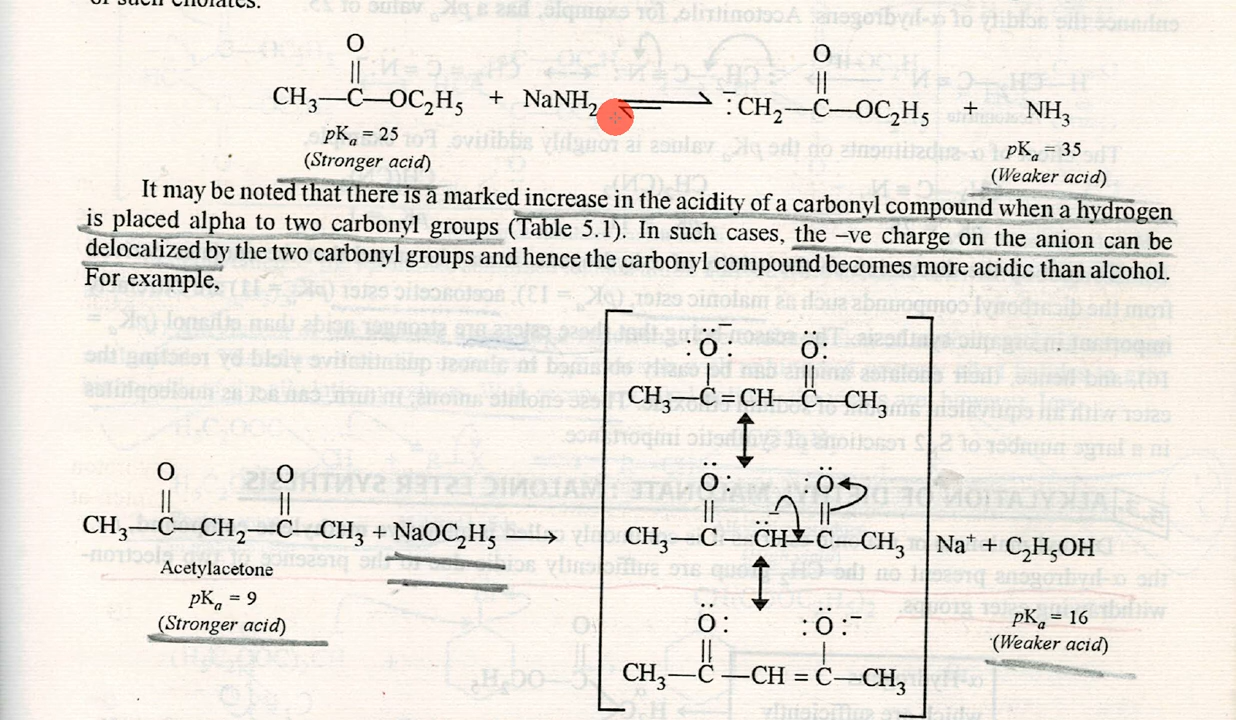 of such enolates.
O
||
CH₃—C—OC₂H₅ + NaNH₂ ⇌ ⁻:CH₂—C—OC₂H₅ + NH₃
O
||
pKₐ = 25
(Stronger acid)
pKₐ = 35
(Weaker acid)
It may be noted that there is a marked increase in the acidity of a carbonyl compound when a hydrogen
is placed alpha to two carbonyl groups (Table 5.1). In such cases, the –ve charge on the anion can be
delocalized by the two carbonyl groups and hence the carbonyl compound becomes more acidic than alcohol.
For example,
:Ö:⁻ Ö:
CH₃—C=CH—C—CH₃
Ö: :Ö
CH₃—C—CH—C—CH₃
Ö: :Ö:⁻
CH₃—C—CH=C—CH₃
O O
|| ||
CH₃—C—CH₂—C—CH₃ + NaOC₂H₅ →
Acetylacetone
pKₐ = 9
(Stronger acid)
Na⁺ + C₂H₅OH
pKₐ = 16
(Weaker acid)